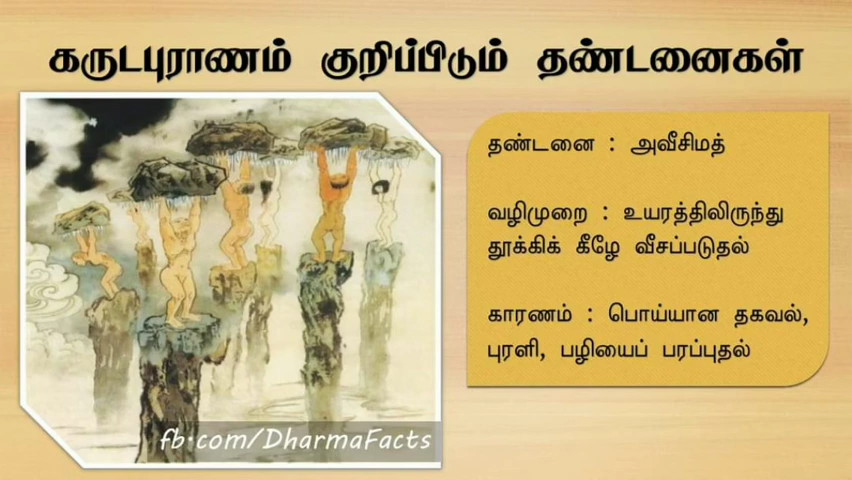 கருடபுராணம் குறிப்பிடும் தண்டனைகள்
தண்டனை : அவீசிமத்
வழிமுறை : உயரத்திலிருந்து
தூக்கிக் கீழே வீசப்படுதல்
காரணம் : பொய்யான தகவல்,
புரளி, பழியைப் பரப்புதல்
fb.com/DharmaFacts